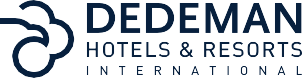 DEDEMAN
HOTELS & RESORTS
INTERNATIONAL